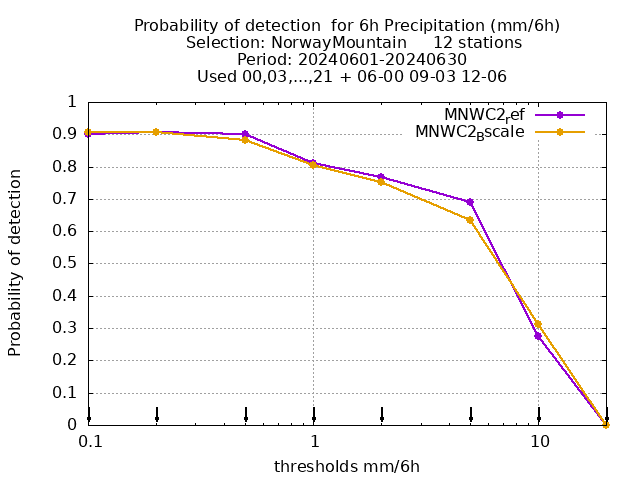 Probability of detection  for 6h Precipitation (mm/6h)
Selection: NorwayMountain     12 stations
Period: 20240601-20240630
Used 00,03,...,21 + 06-00 09-03 12-06
MNWC2ref
MNWC2Bscale
Probability of detection
1
0.9
0.8
0.7
0.6
0.5
0.4
0.3
0.2
0.1
0
0.1
1
10
thresholds mm/6h